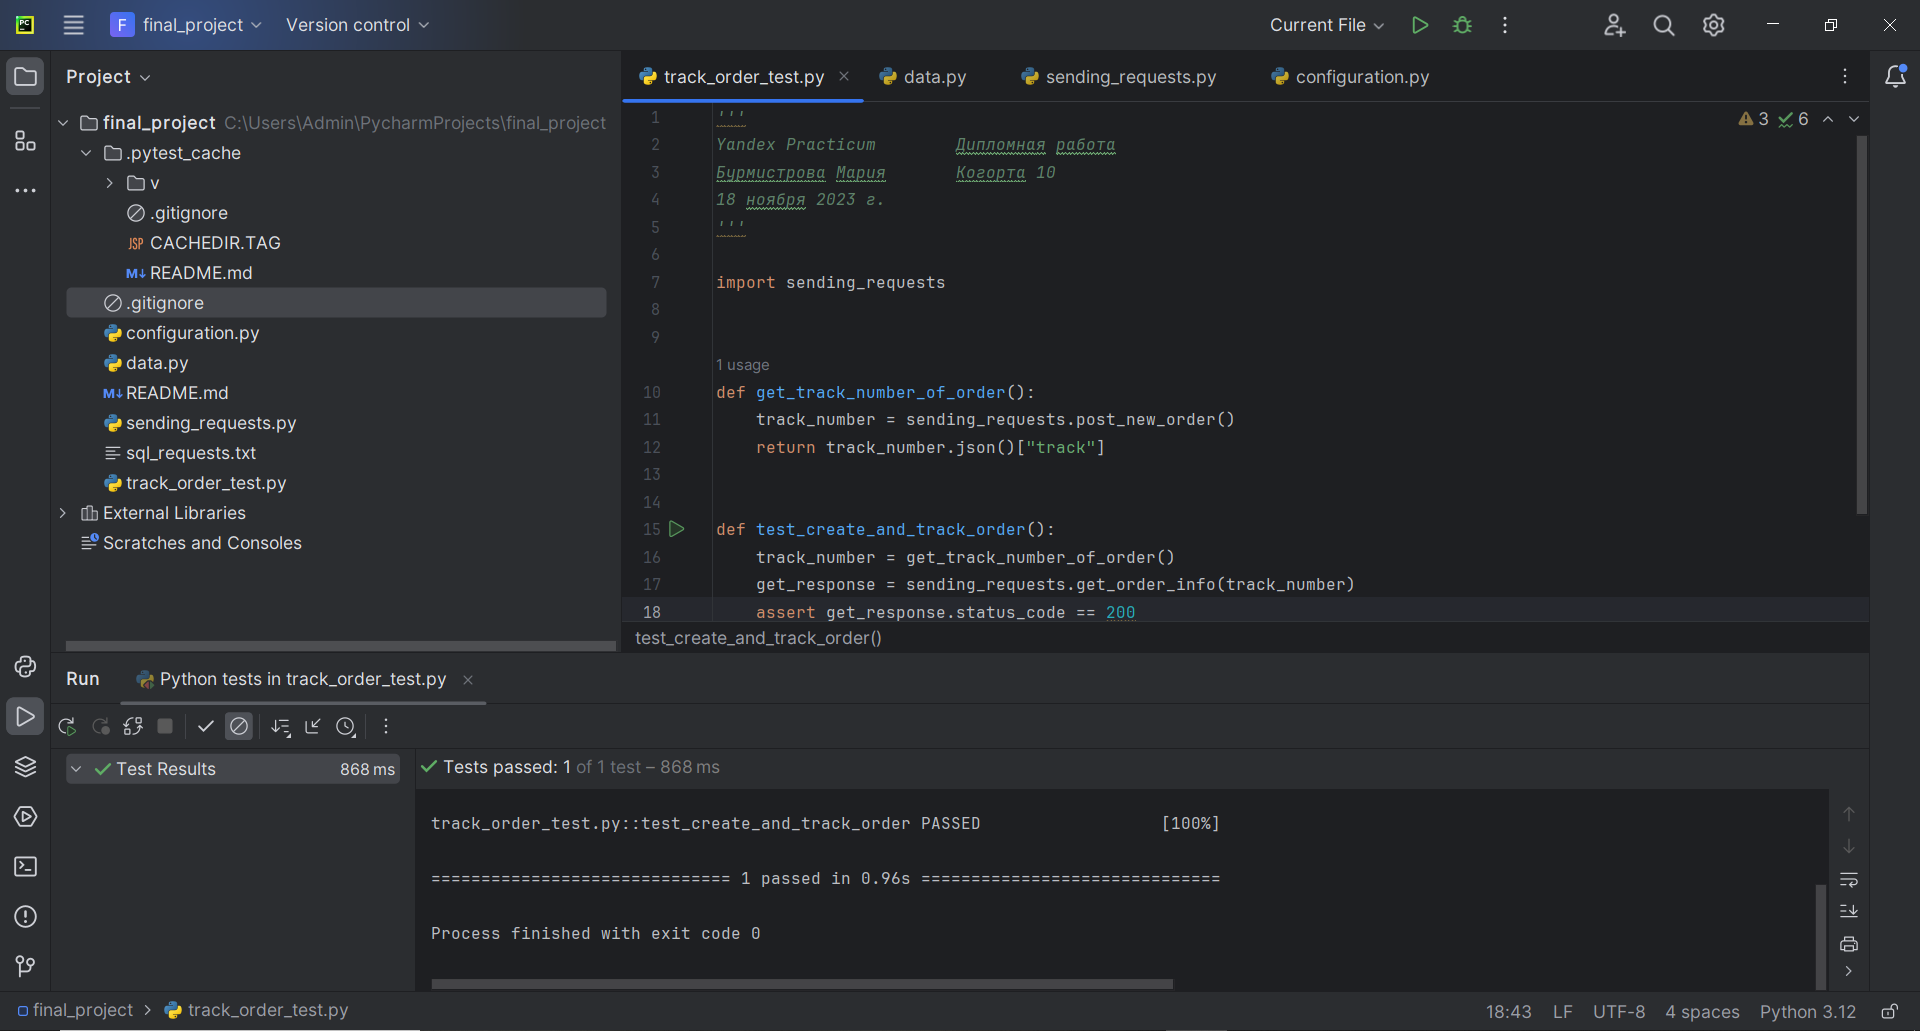 F final_project Version control Current File
Project
final_project C:\Users\Admin\PycharmProjects\final_project
.pytest_cache
v
.gitignore
JSP CACHEDIR.TAG
M↓ README.md
.gitignore
configuration.py
data.py
M↓ README.md
sending_requests.py
sql_requests.txt
track_order_test.py
External Libraries
Scratches and Consoles
track_order_test.py data.py sending_requests.py configuration.py
3 6
1 '''
2 Yandex Practicum        Дипломная работа
3 Бурмистрова Мария       Когорта 10
4 18 ноября 2023 г.
5 '''
6
7 import sending_requests
8
9
1 usage
10 def get_track_number_of_order():
11     track_number = sending_requests.post_new_order()
12     return track_number.json()["track"]
13
14
15 def test_create_and_track_order():
16     track_number = get_track_number_of_order()
17     get_response = sending_requests.get_order_info(track_number)
18     assert get_response.status_code == 200
test_create_and_track_order()
Run Python tests in track_order_test.py
Test Results 868 ms
Tests passed: 1 of 1 test – 868 ms
track_order_test.py::test_create_and_track_order PASSED                  [100%]
============================== 1 passed in 0.96s ==============================
Process finished with exit code 0
final_project > track_order_test.py
18:43 LF UTF-8 4 spaces Python 3.12